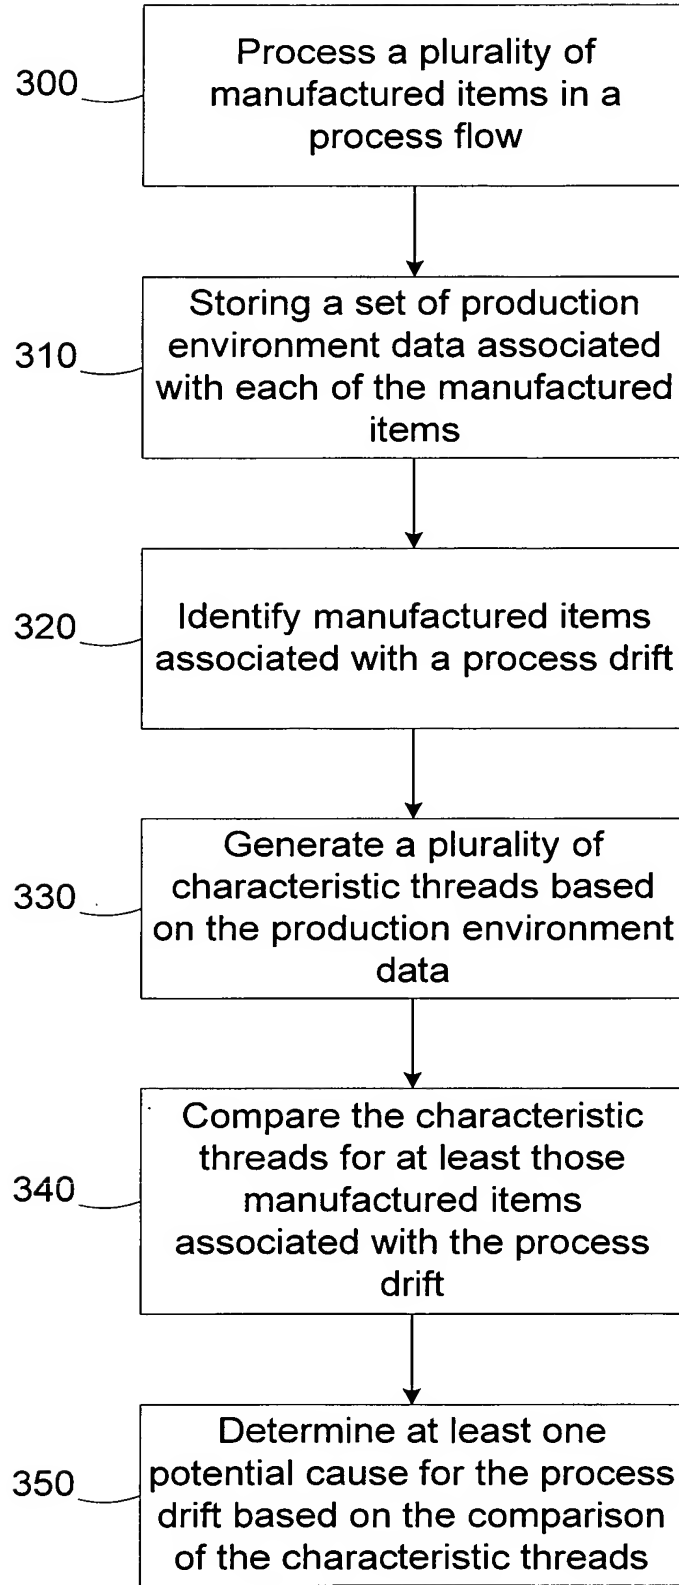 300
Process a plurality of
manufactured items in a
process flow
310
Storing a set of production
environment data associated
with each of the manufactured
items
320
Identify manufactured items
associated with a process drift
330
Generate a plurality of
characteristic threads based
on the production environment
data
340
Compare the characteristic
threads for at least those
manufactured items
associated with the process
drift
350
Determine at least one
potential cause for the process
drift based on the comparison
of the characteristic threads